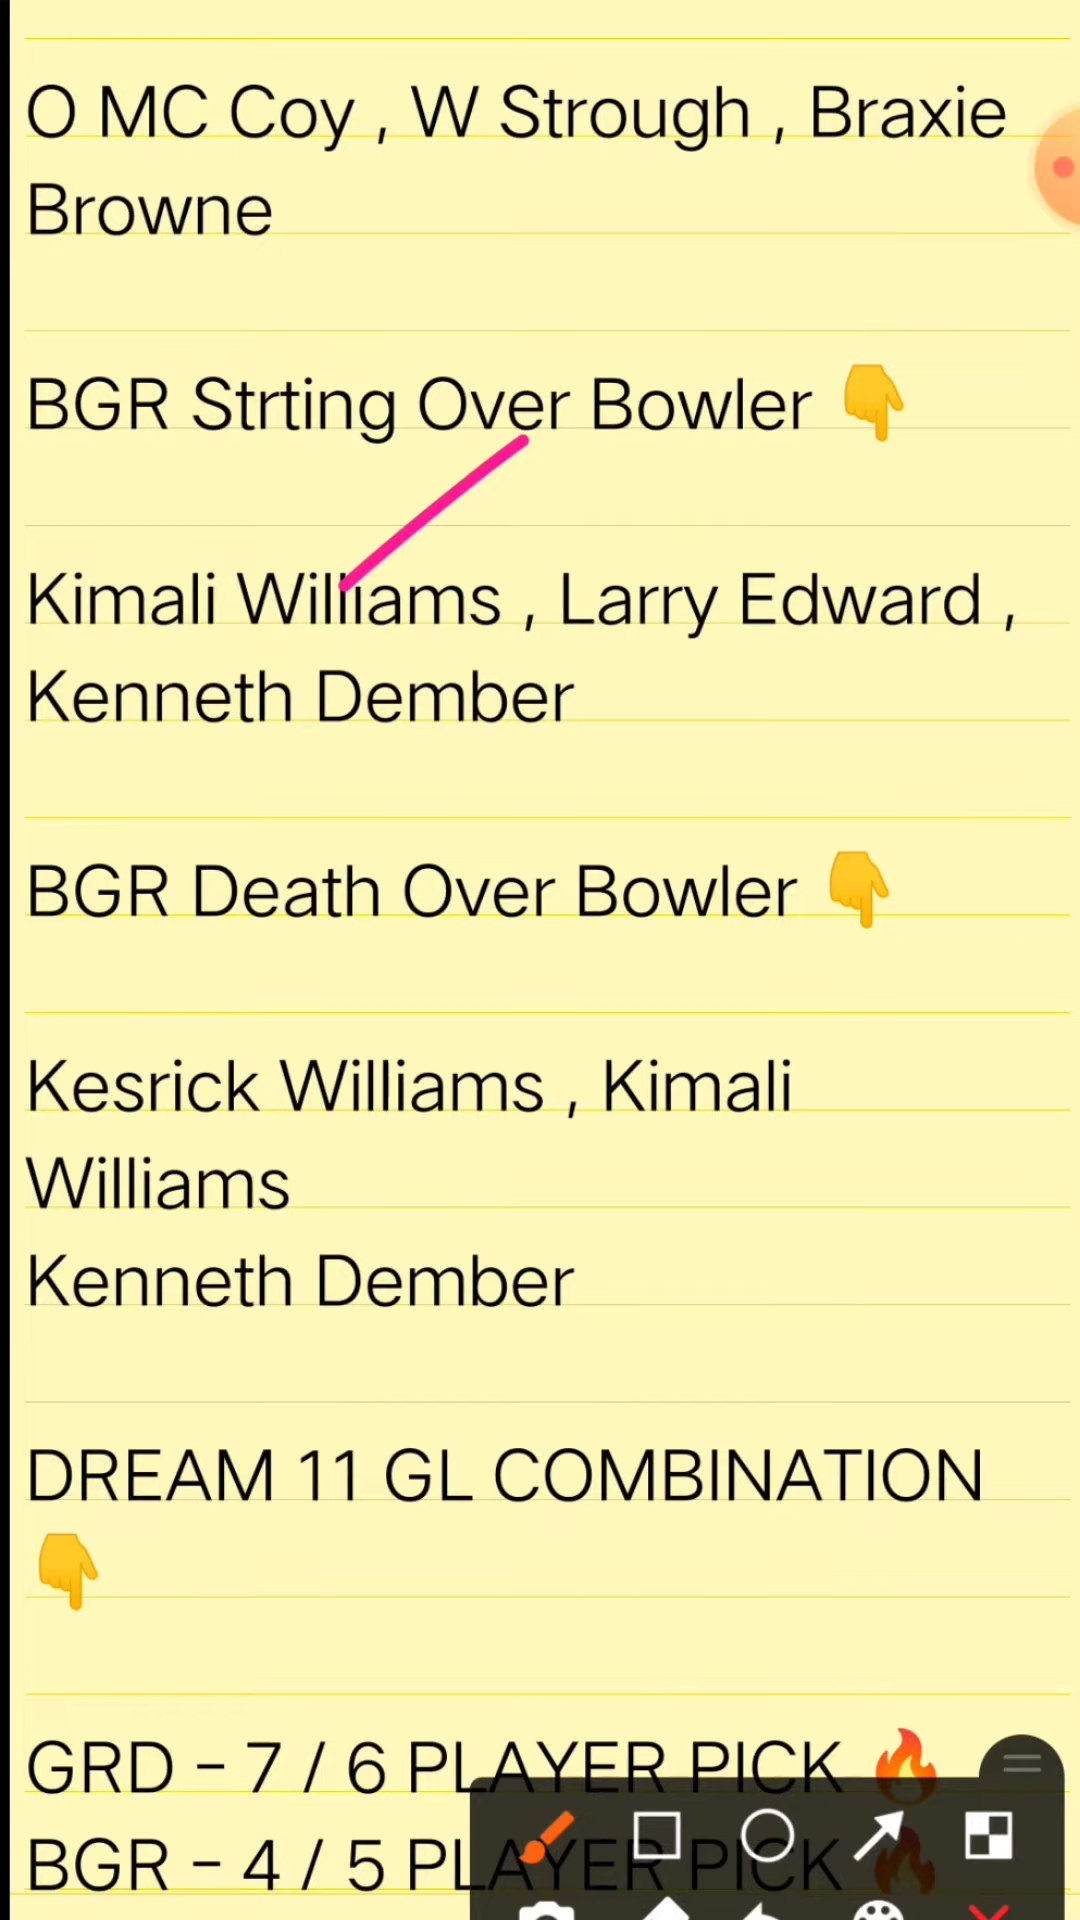 O MC Coy , W Strough , Braxie
Browne
BGR Strting Over Bowler 👇
Kimali Williams , Larry Edward ,
Kenneth Dember
BGR Death Over Bowler 👇
Kesrick Williams , Kimali
Williams
Kenneth Dember
DREAM 11 GL COMBINATION
👇
GRD – 7 / 6 PLAYER PICK 🔥
BGR – 4 / 5 PLAYER PICK 🔥